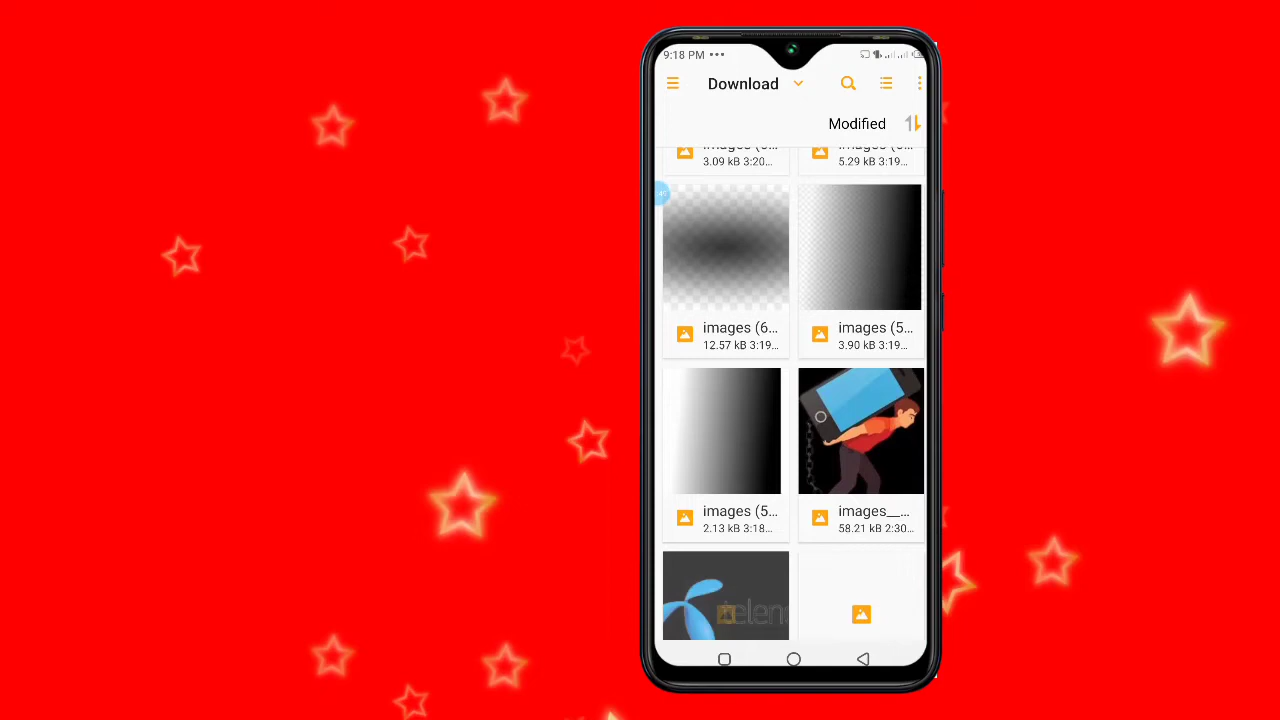 9:18 PM
Download
Modified
3.09 kB 3:20...
5.29 kB 3:19...
images (6...
12.57 kB 3:19...
images (5...
3.90 kB 3:19...
images (5...
2.13 kB 3:18...
images__...
58.21 kB 2:30...
telen